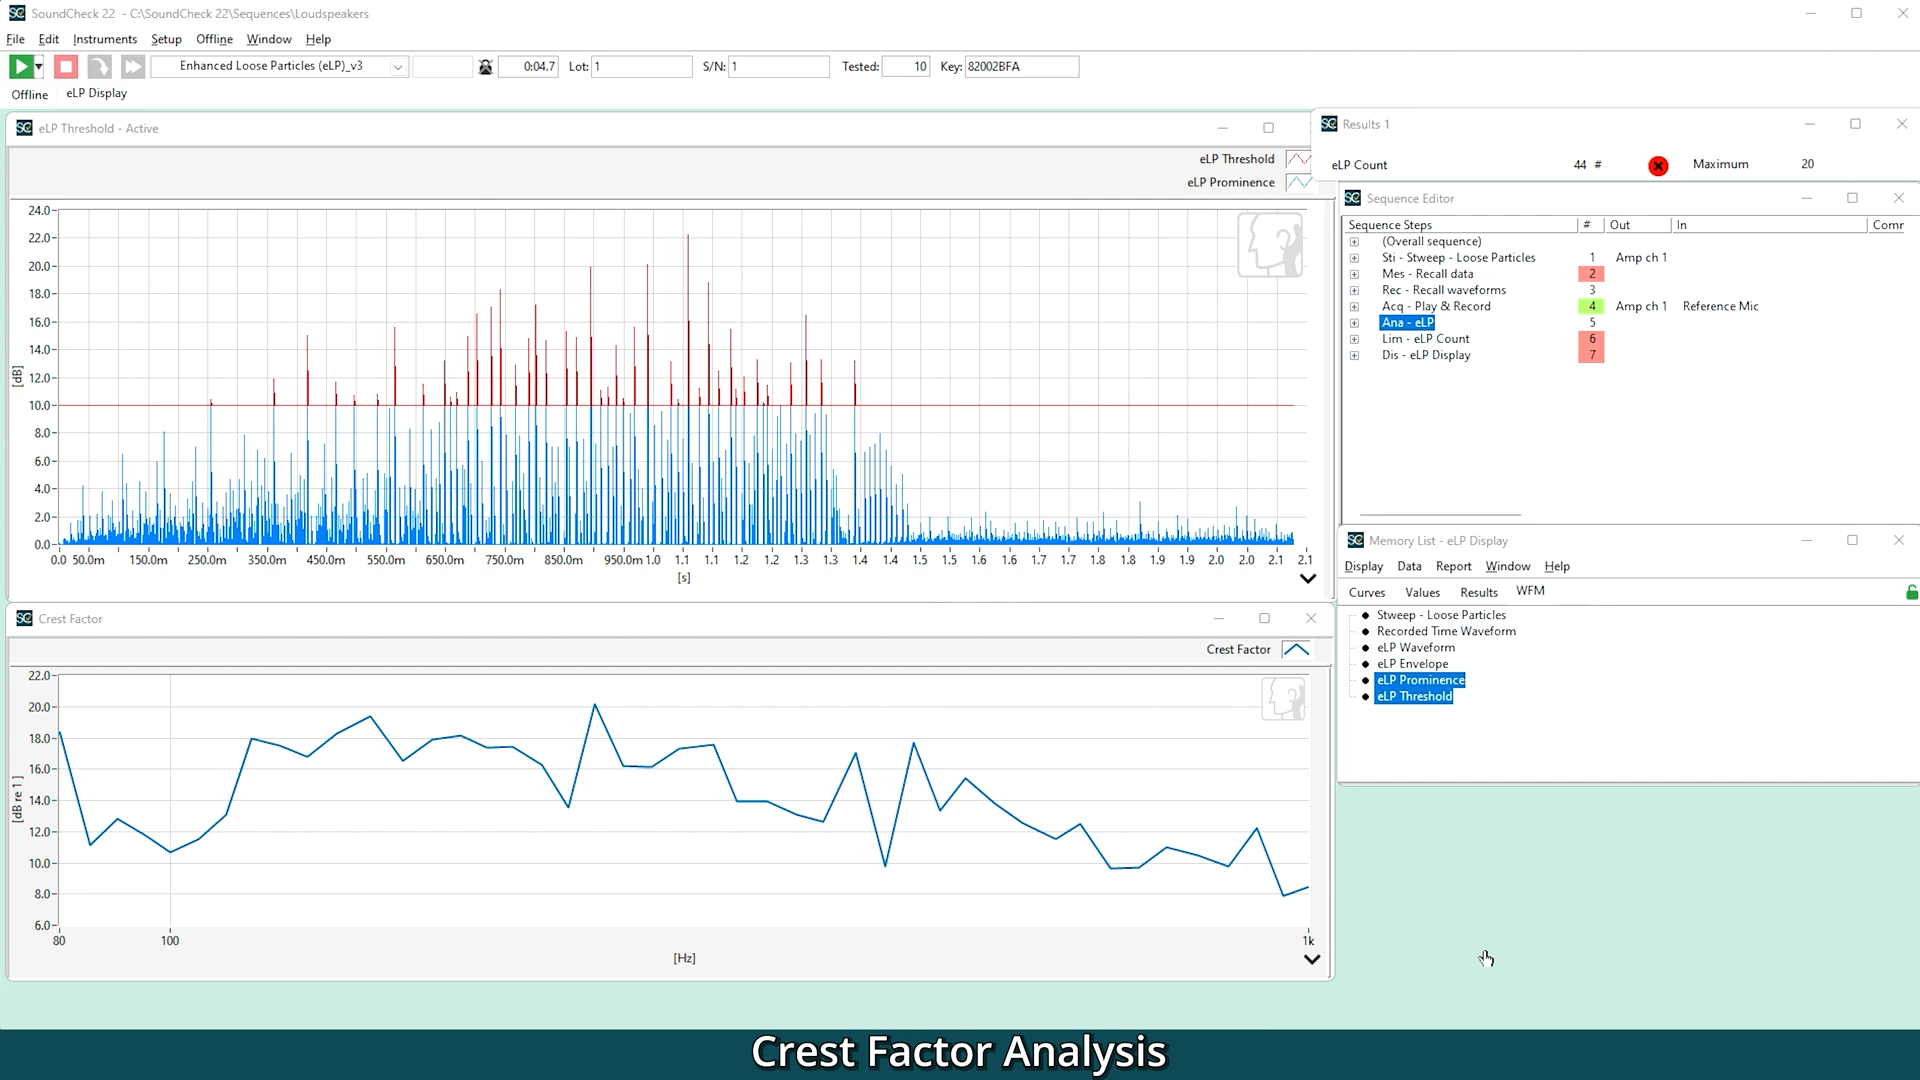 SoundCheck 22 - C:\SoundCheck 22\Sequences\Loudspeakers
File Edit Instruments Setup Offline Window Help
Enhanced Loose Particles (eLP)_v3 0:04.7 Lot: 1 S/N: 1 Tested: 10 Key: 82002BFA
Offline eLP Display
eLP Threshold - Active
eLP Threshold
eLP Prominence
24.0
22.0
20.0
18.0
16.0
14.0
12.0
10.0
8.0
6.0
4.0
2.0
0.0
[dB]
0.0 50.0m 150.0m 250.0m 350.0m 450.0m 550.0m 650.0m 750.0m 850.0m 950.0m 1.0 1.1 1.1 1.2 1.2 1.3 1.3 1.4 1.4 1.5 1.5 1.6 1.6 1.7 1.7 1.8 1.8 1.9 1.9 2.0 2.0 2.1 2.1
[s]
Results 1
eLP Count 44 # Maximum 20
Sequence Editor
Sequence Steps # Out In Comr
(Overall sequence)
Sti - Stweep - Loose Particles 1 Amp ch 1
Mes - Recall data 2
Rec - Recall waveforms 3
Acq - Play & Record 4 Amp ch 1 Reference Mic
Ana - eLP 5
Lim - eLP Count 6
Dis - eLP Display 7
Memory List - eLP Display
Display Data Report Window Help
Curves Values Results WFM
Stweep - Loose Particles
Recorded Time Waveform
eLP Waveform
eLP Envelope
eLP Prominence
eLP Threshold
Crest Factor
Crest Factor
22.0
20.0
18.0
16.0
14.0
12.0
10.0
8.0
6.0
[dB re 1 ]
80 100 1k
[Hz]
Crest Factor Analysis